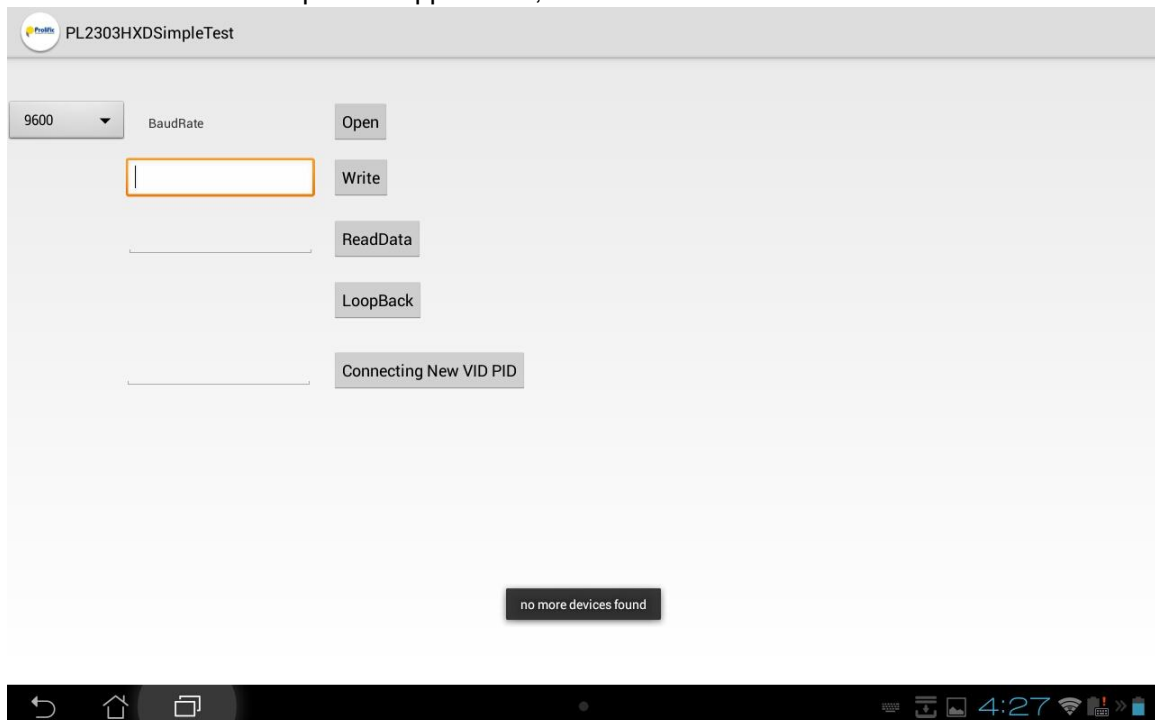 PL2303HXDSimpleTest
9600 BaudRate Open
Write
ReadData
LoopBack
Connecting New VID PID
no more devices found
4:27